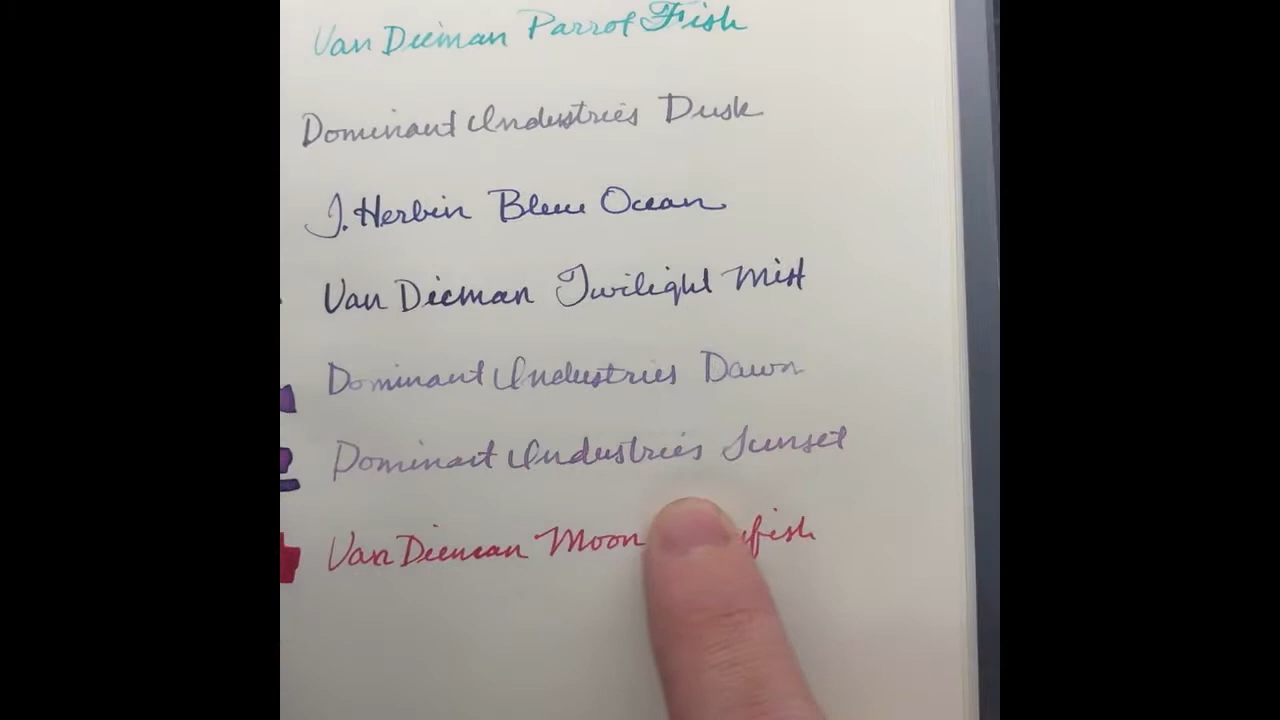 Van Dieman Parrot Fish
Dominant Industries Dusk
J. Herbin Bleue Ocean
Van Dieman Twilight Mist
Dominant Industries Dawn
Dominant Industries Sunset
Van Dieman Moon